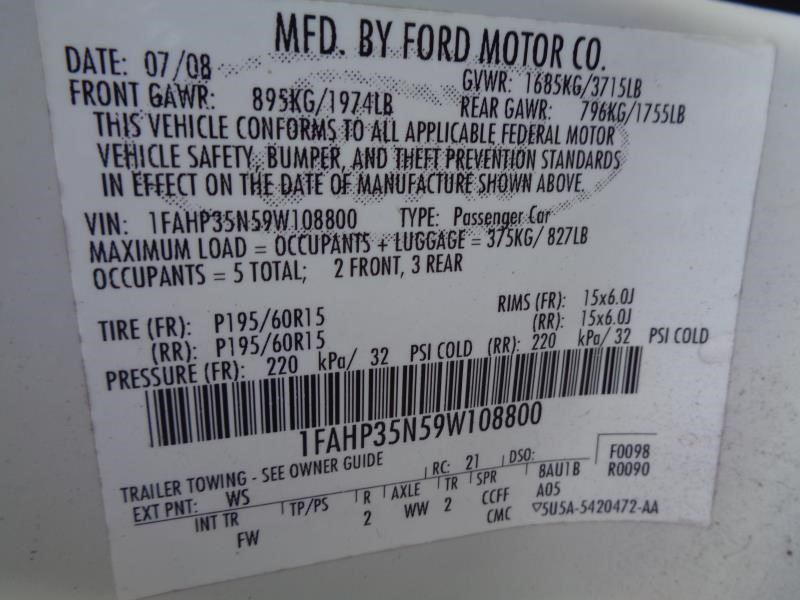 MFD. BY FORD MOTOR CO.
DATE: 07/08 GVWR: 1685KG/3715LB
FRONT GAWR: 895KG/1974LB REAR GAWR: 796KG/1755LB
THIS VEHICLE CONFORMS TO ALL APPLICABLE FEDERAL MOTOR
VEHICLE SAFETY, BUMPER, AND THEFT PREVENTION STANDARDS
IN EFFECT ON THE DATE OF MANUFACTURE SHOWN ABOVE.
VIN: 1FAHP35N59W108800 TYPE: Passenger Car
MAXIMUM LOAD = OCCUPANTS + LUGGAGE = 375KG/ 827LB
OCCUPANTS = 5 TOTAL; 2 FRONT, 3 REAR
TIRE (FR): P195/60R15 RIMS (FR): 15x6.0J
(RR): P195/60R15 (RR): 15x6.0J
PRESSURE (FR): 220 kPa/ 32 PSI COLD (RR): 220 kPa/ 32 PSI COLD
1FAHP35N59W108800
F0098
R0090
TRAILER TOWING - SEE OWNER GUIDE RC: 21 DSO:
EXT PNT: WS TP/PS R AXLE TR SPR BAU1B
INT TR 2 WW 2 CCFF A05
FW CMC 5U5A-5420472-AA